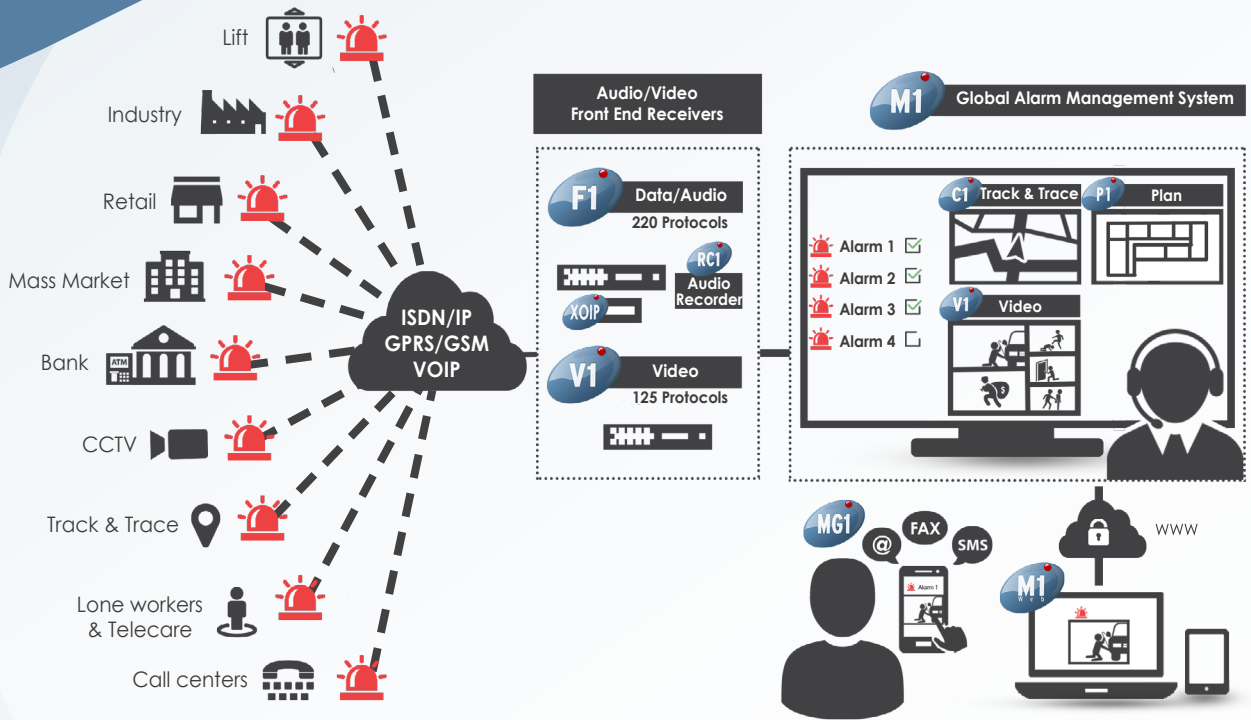 Lift
Industry
Retail
Mass Market
Bank
ATM
CCTV
Track & Trace
Lone workers
& Telecare
Call centers
ISDN/IP
GPRS/GSM
VOIP
Audio/Video
Front End Receivers
F1
Data/Audio
220 Protocols
RC1
Audio
Recorder
XOIP
V1
Video
125 Protocols
M1
Global Alarm Management System
Alarm 1
Alarm 2
Alarm 3
Alarm 4
C1
Track & Trace
P1
Plan
V1
Video
$
MG1
@
FAX
SMS
Alarm 1
www
M1
Web